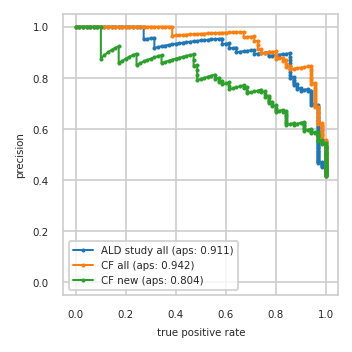 1.0
0.8
0.6
0.4
0.2
0.0
precision
ALD study all (aps: 0.911)
CF all (aps: 0.942)
CF new (aps: 0.804)
0.0 0.2 0.4 0.6 0.8 1.0
true positive rate